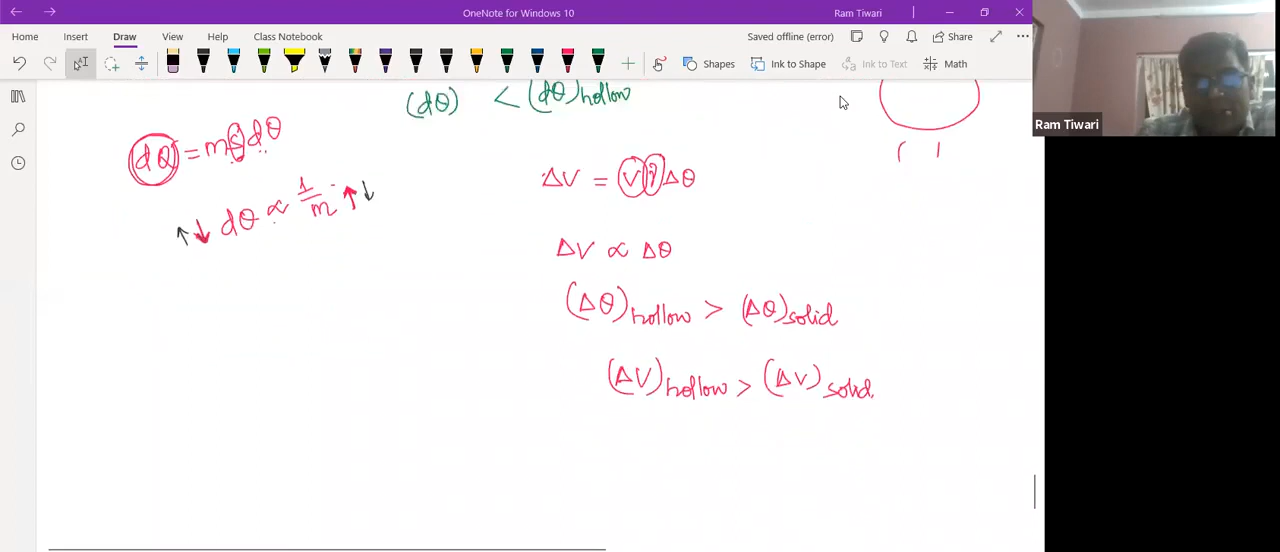 OneNote for Windows 10
Ram Tiwari
Home Insert Draw View Help Class Notebook
Saved offline (error)
Share
Shapes
Ink to Shape
Ink to Text
Math
(dθ) < (dθ)hollow
dQ = msdθ
dθ ∝ 1/m
ΔV = VγΔθ
ΔV ∝ Δθ
(Δθ)hollow > (Δθ)solid
(ΔV)hollow > (ΔV)solid
Ram Tiwari